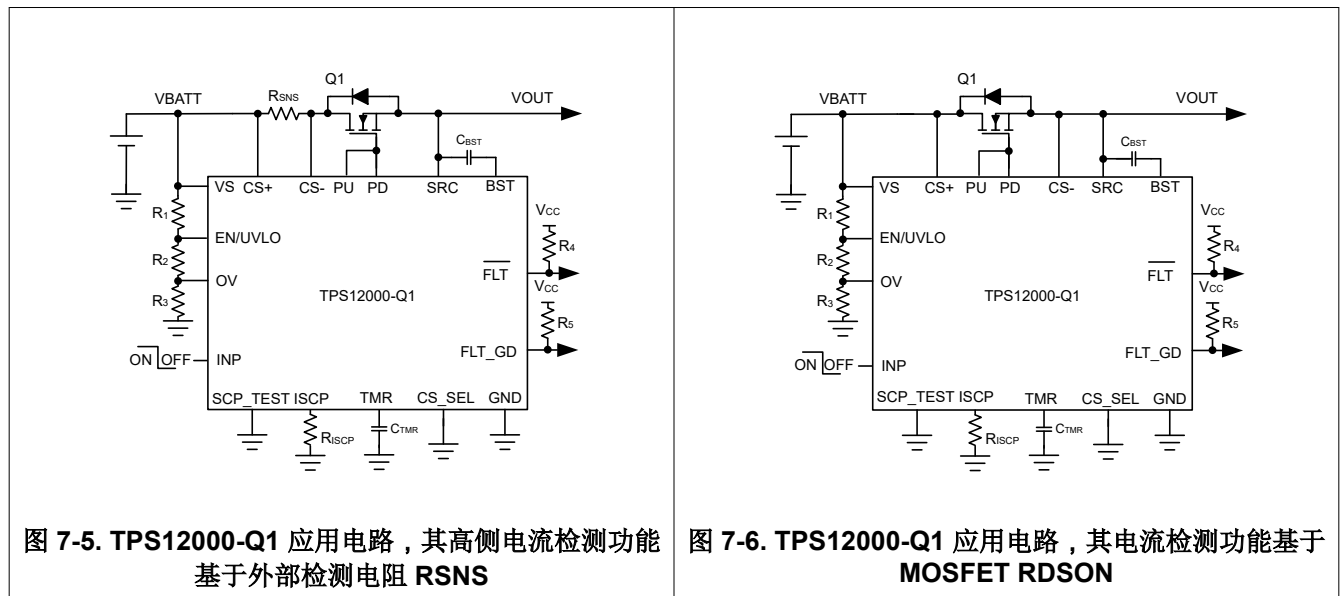 Q1
VBATT
RSNS
VOUT
CBST
VS CS+ CS- PU PD SRC BST
R1
EN/UVLO
R2
OV
R3
TPS12000-Q1
VCC
R4
FLT
VCC
R5
FLT_GD
ON OFF
INP
SCP_TEST ISCP TMR CS_SEL GND
RISCP
CTMR
图 7-5. TPS12000-Q1 应用电路，其高侧电流检测功能
基于外部检测电阻 RSNS
Q1
VBATT
VOUT
CBST
VS CS+ PU PD CS- SRC BST
R1
EN/UVLO
R2
OV
R3
TPS12000-Q1
VCC
R4
FLT
VCC
R5
FLT_GD
ON OFF
INP
SCP_TEST ISCP TMR CS_SEL GND
RISCP
CTMR
图 7-6. TPS12000-Q1 应用电路，其电流检测功能基于
MOSFET RDSON